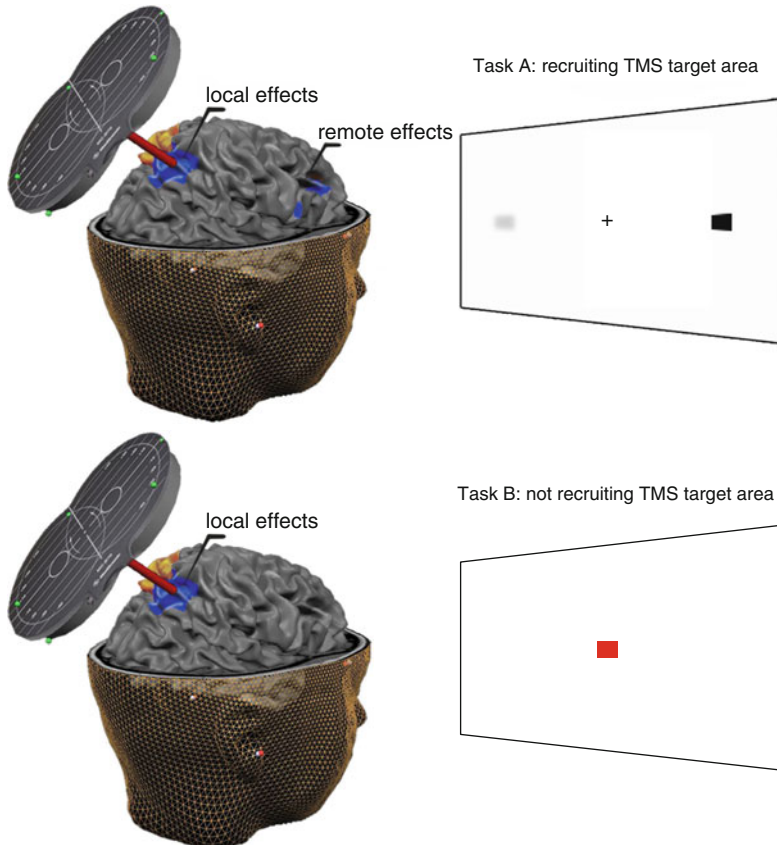 local effects
remote effects
Task A: recruiting TMS target area
+
local effects
Task B: not recruiting TMS target area